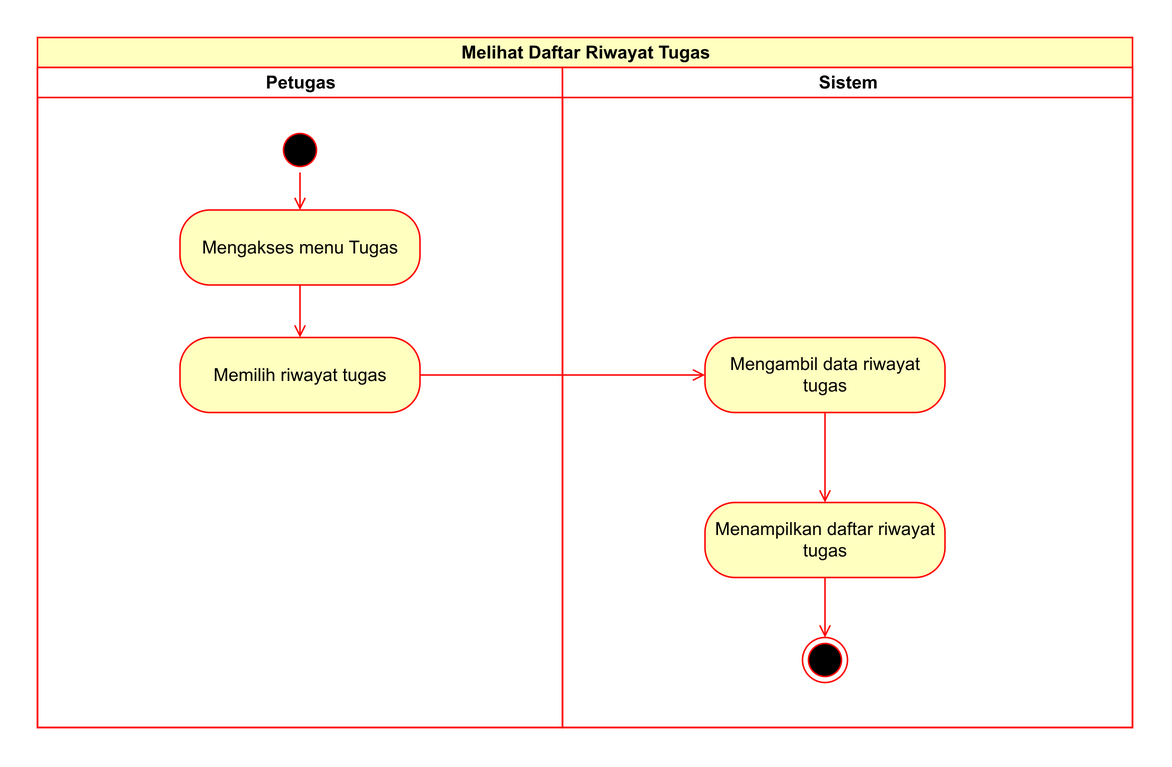 Melihat Daftar Riwayat Tugas
Petugas
Sistem
Mengakses menu Tugas
Memilih riwayat tugas
Mengambil data riwayat
tugas
Menampilkan daftar riwayat
tugas